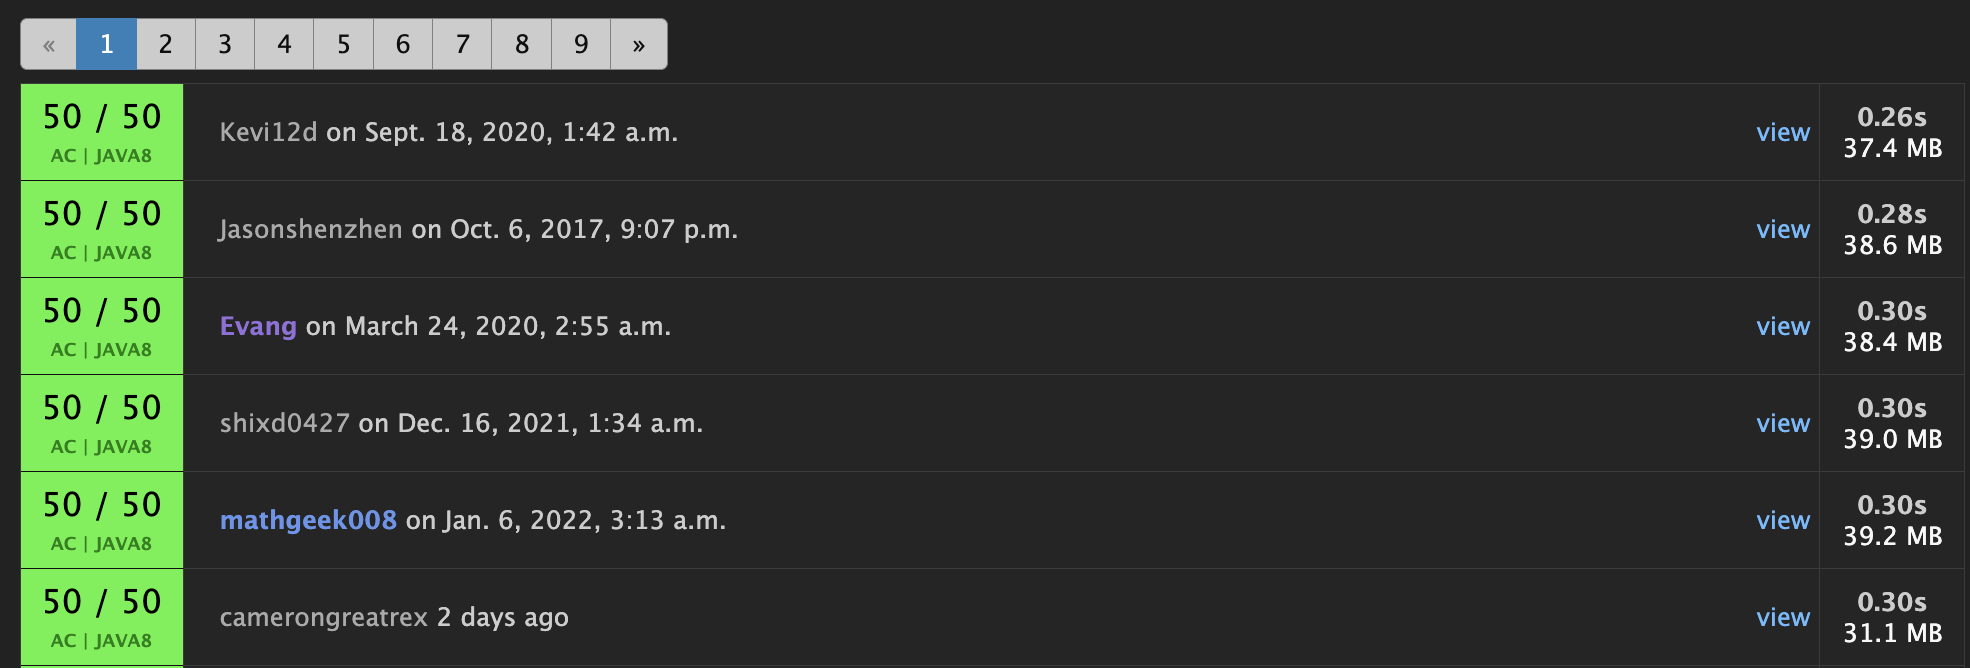 « 1 2 3 4 5 6 7 8 9 »
50 / 50
AC | JAVA8
Kevi12d on Sept. 18, 2020, 1:42 a.m.
view
0.26s
37.4 MB
50 / 50
AC | JAVA8
Jasonshenzhen on Oct. 6, 2017, 9:07 p.m.
view
0.28s
38.6 MB
50 / 50
AC | JAVA8
Evang on March 24, 2020, 2:55 a.m.
view
0.30s
38.4 MB
50 / 50
AC | JAVA8
shixd0427 on Dec. 16, 2021, 1:34 a.m.
view
0.30s
39.0 MB
50 / 50
AC | JAVA8
mathgeek008 on Jan. 6, 2022, 3:13 a.m.
view
0.30s
39.2 MB
50 / 50
AC | JAVA8
camerongreatrex 2 days ago
view
0.30s
31.1 MB